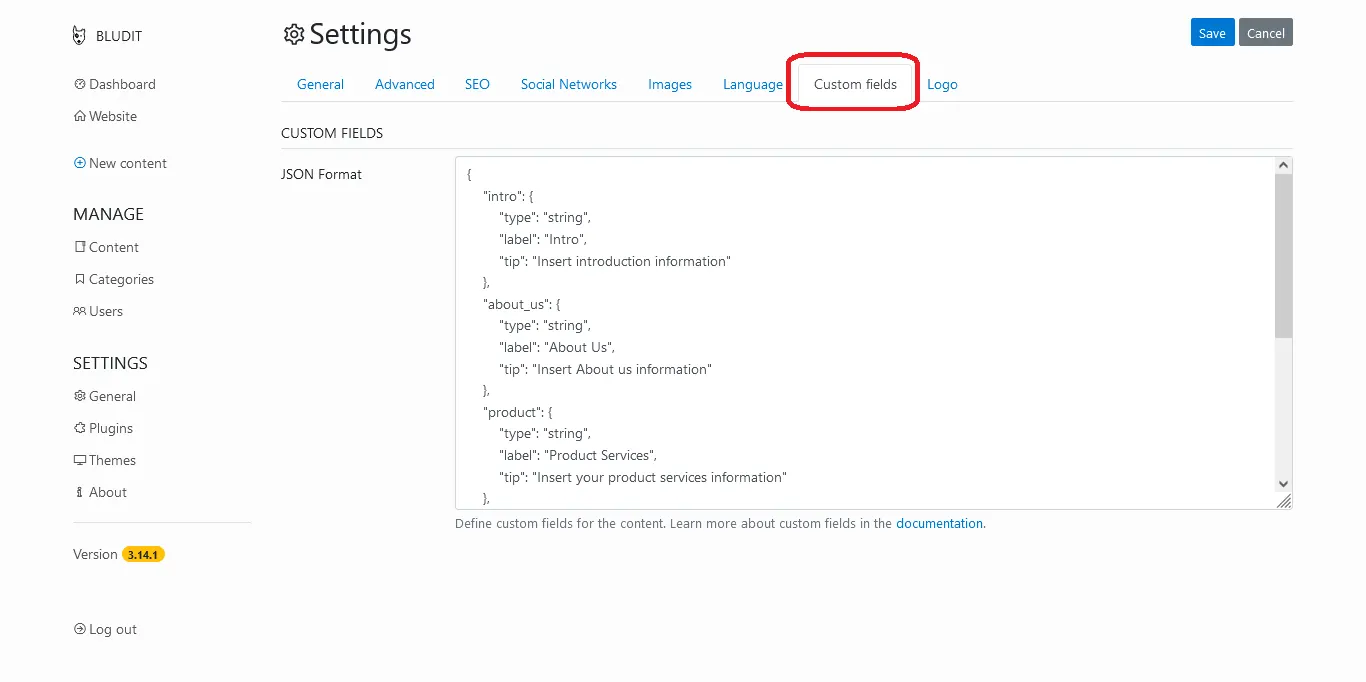 BLUDIT
Dashboard
Website
New content
MANAGE
Content
Categories
Users
SETTINGS
General
Plugins
Themes
About
Version 3.14.1
Log out
Settings
Save Cancel
General Advanced SEO Social Networks Images Language Custom fields Logo
CUSTOM FIELDS
JSON Format
{
"intro": {
"type": "string",
"label": "Intro",
"tip": "Insert introduction information"
},
"about_us": {
"type": "string",
"label": "About Us",
"tip": "Insert About us information"
},
"product": {
"type": "string",
"label": "Product Services",
"tip": "Insert your product services information"
},
Define custom fields for the content. Learn more about custom fields in the documentation.